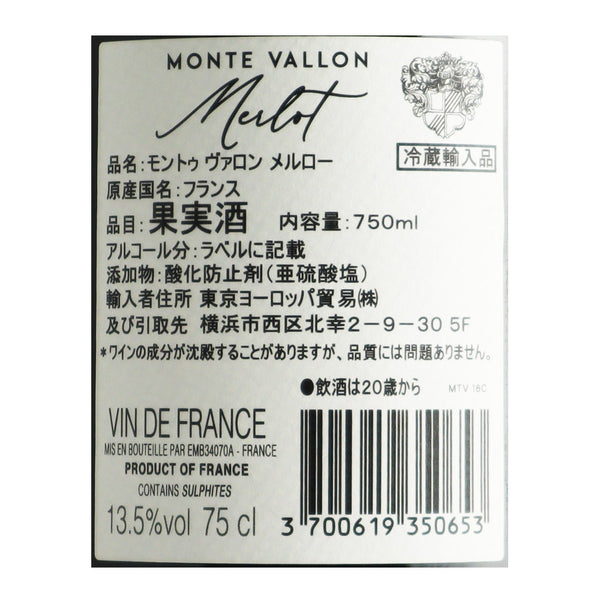 MONTE VALLON
Merlot
冷蔵輸入品
品名:モントゥ ヴァロン メルロー
原産国名:フランス
品目:果実酒 内容量:750ml
アルコール分:ラベルに記載
添加物:酸化防止剤(亜硫酸塩)
輸入者住所 東京ヨーロッパ貿易㈱
及び引取先 横浜市西区北幸2-9-30 5F
*ワインの成分が沈殿することがありますが、品質には問題ありません。
●飲酒は20歳から MTV 18C
VIN DE FRANCE
MIS EN BOUTEILLE PAR EMB34070A - FRANCE
PRODUCT OF FRANCE
CONTAINS SULPHITES
13.5%vol 75 cl
3 700619 350653